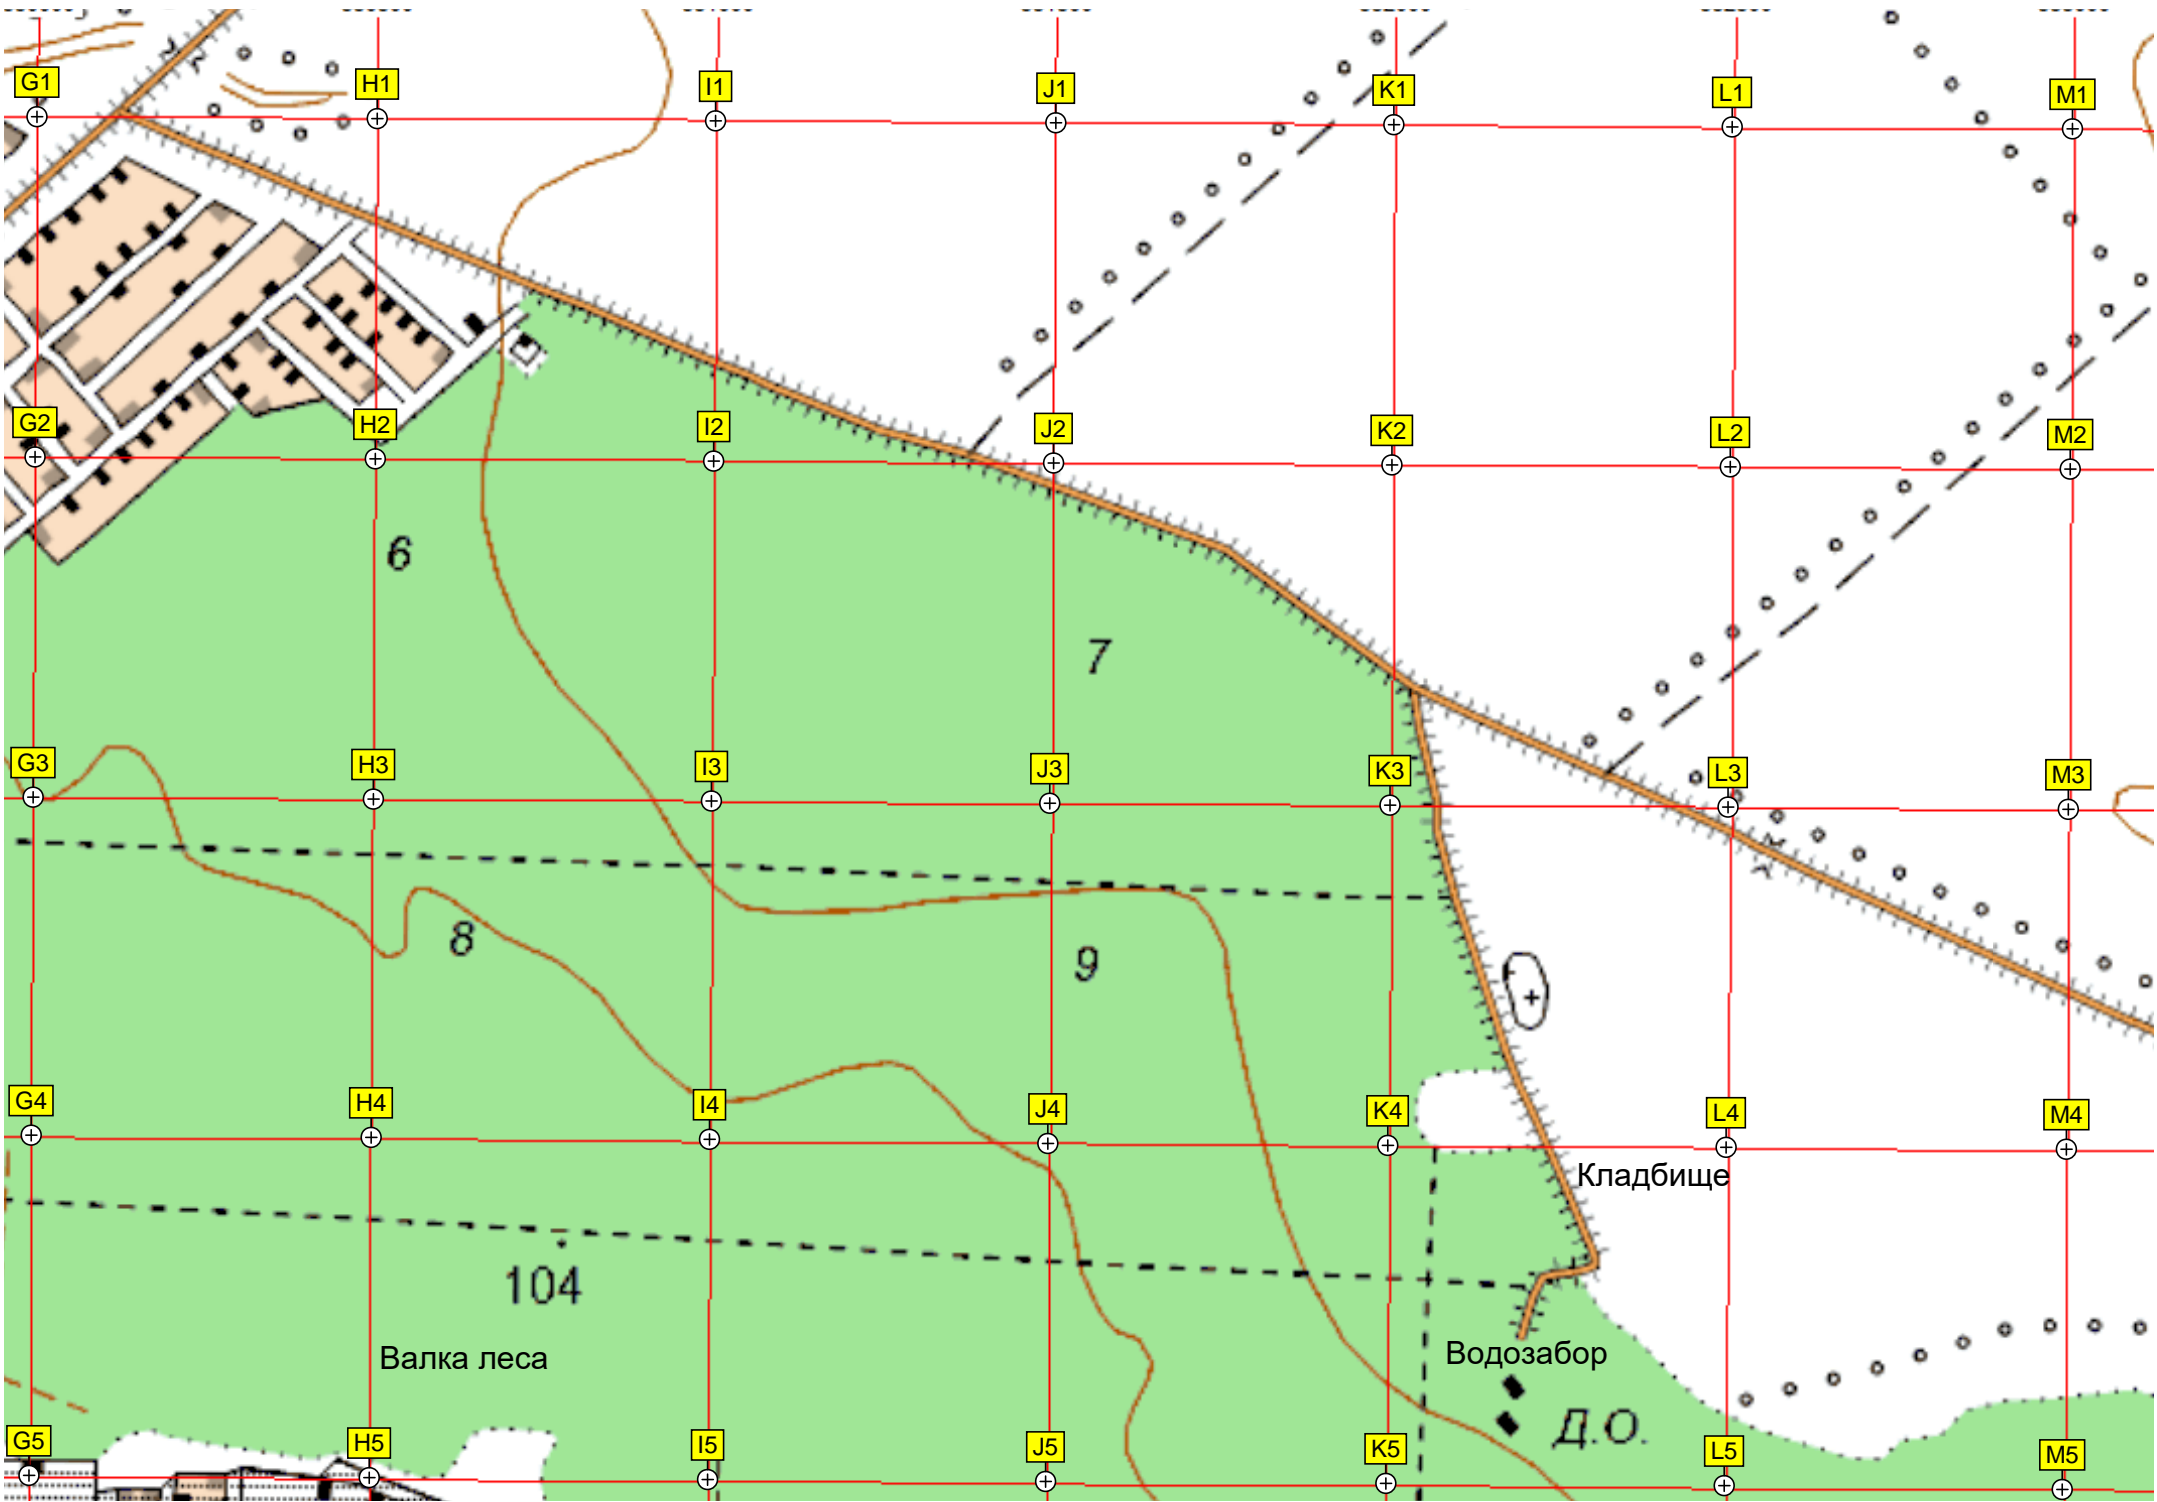 G1 H1 I1 J1 K1 L1 M1
G2 H2 I2 J2 K2 L2 M2
6
7
G3 H3 I3 J3 K3 L3 M3
8
9
G4 H4 I4 J4 K4 L4 M4
Кладбище
104
Валка леса
Водозабор
Д.О.
G5 H5 I5 J5 K5 L5 M5